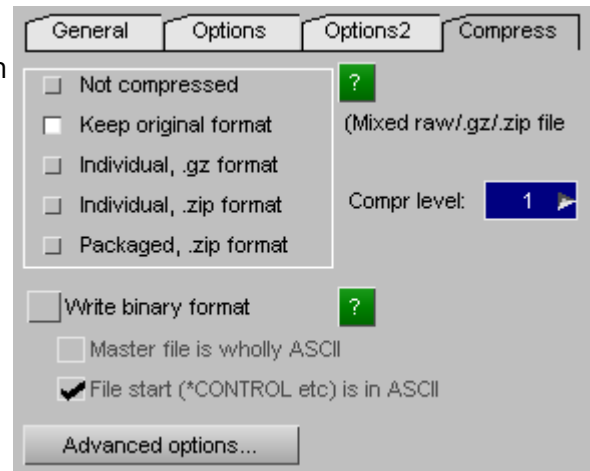 General Options Options2 Compress
n
Not compressed ?
Keep original format (Mixed raw/.gz/.zip file
Individual, .gz format
Individual, .zip format Compr level: 1
Packaged, .zip format
Write binary format ?
Master file is wholly ASCII
File start (*CONTROL etc) is in ASCII
Advanced options...